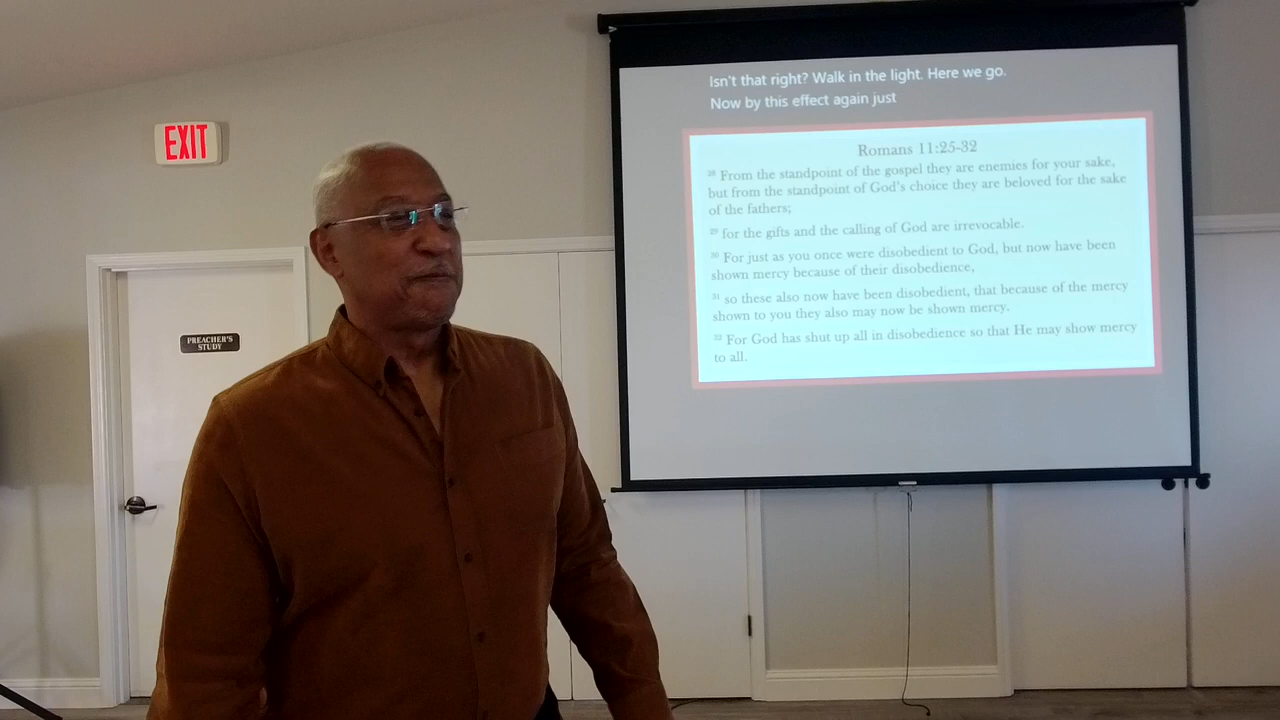 EXIT
PREACHER'S
STUDY
Isn't that right? Walk in the light. Here we go.
Now by this effect again just
Romans 11:25-32
28 From the standpoint of the gospel they are enemies for your sake,
but from the standpoint of God's choice they are beloved for the sake
of the fathers;
29 for the gifts and the calling of God are irrevocable.
30 For just as you once were disobedient to God, but now have been
shown mercy because of their disobedience,
31 so these also now have been disobedient, that because of the mercy
shown to you they also may now be shown mercy.
32 For God has shut up all in disobedience so that He may show mercy
to all.